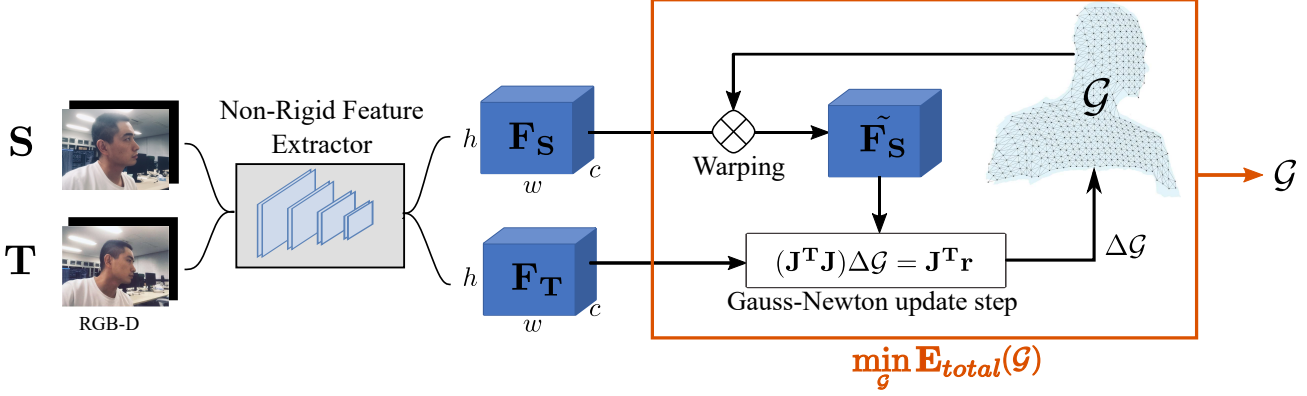 S
T
RGB-D
Non-Rigid Feature
Extractor
h
F_S
w
c
h
F_T
w
c
Warping
F̃_S
𝒢
(J^T J)Δ𝒢 = J^T r
Gauss-Newton update step
Δ𝒢
𝒢
min_𝒢 E_total(𝒢)